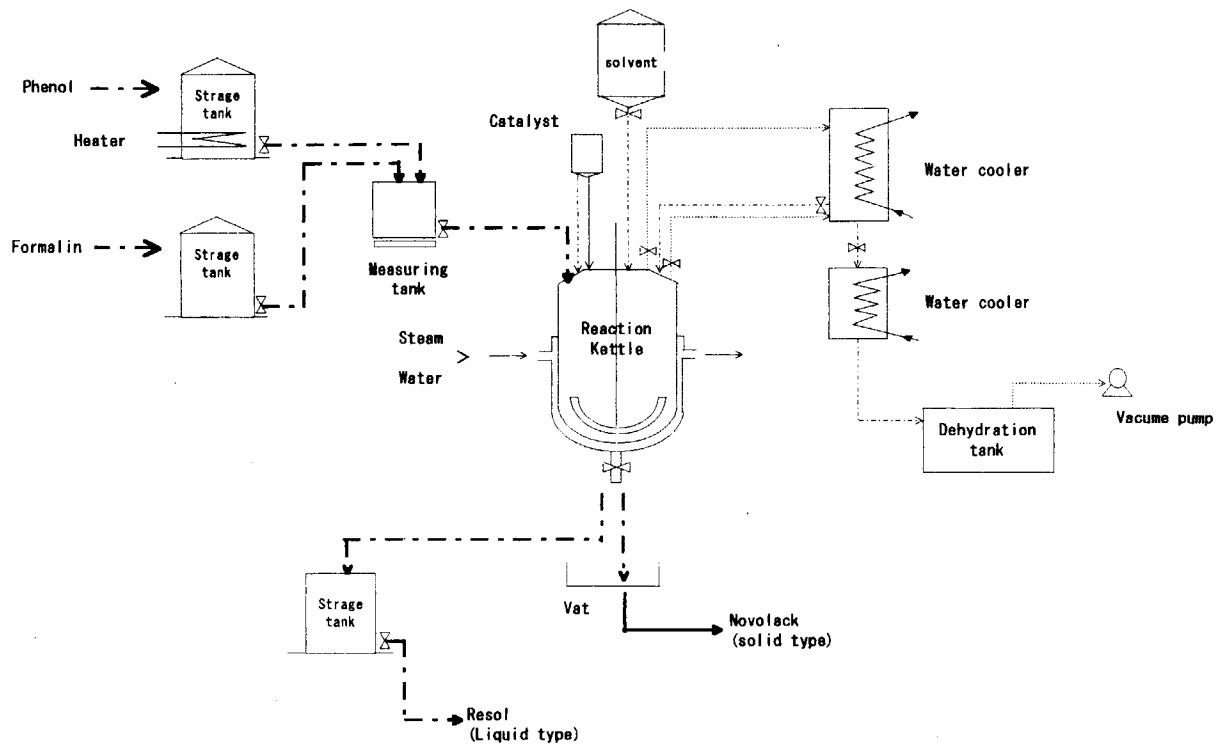 solvent
Phenol
Strage
tank
Heater
Catalyst
Water cooler
Formalin
Strage
tank
Measuring
tank
Water cooler
Reaction
Kettle
Steam
Water
Dehydration
tank
Vacume pump
Strage
tank
Vat
Novolack
(solid type)
Resol
(Liquid type)